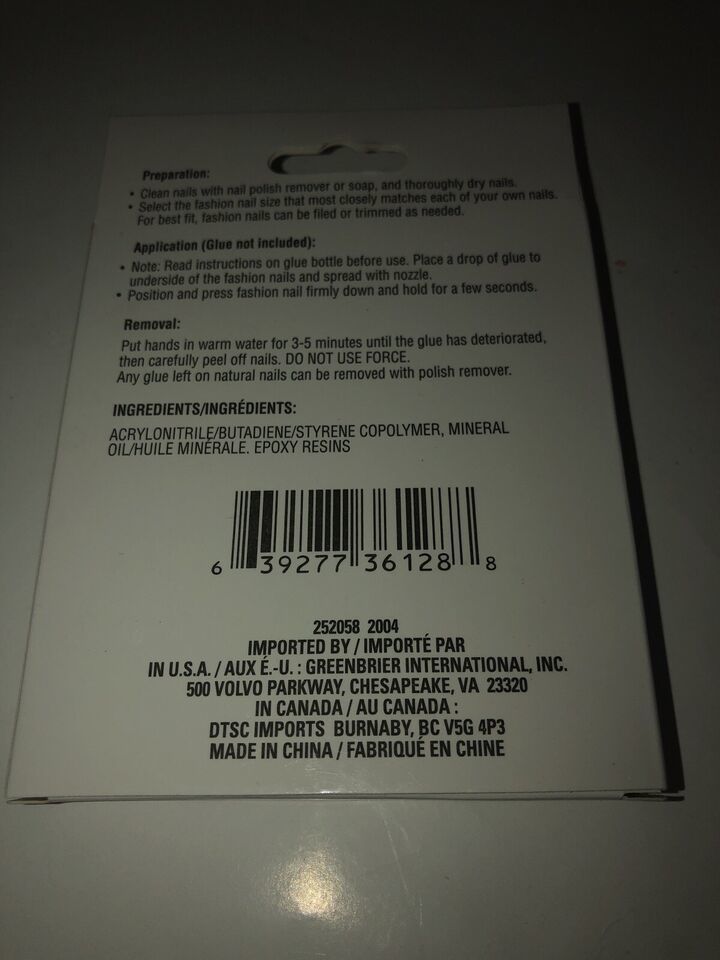 Preparation:
• Clean nails with nail polish remover or soap, and thoroughly dry nails.
• Select the fashion nail size that most closely matches each of your own nails.
For best fit, fashion nails can be filed or trimmed as needed.
Application (Glue not included):
• Note: Read instructions on glue bottle before use. Place a drop of glue to
underside of the fashion nails and spread with nozzle.
• Position and press fashion nail firmly down and hold for a few seconds.
Removal:
Put hands in warm water for 3-5 minutes until the glue has deteriorated,
then carefully peel off nails. DO NOT USE FORCE.
Any glue left on natural nails can be removed with polish remover.
INGREDIENTS/INGRÉDIENTS:
ACRYLONITRILE/BUTADIENE/STYRENE COPOLYMER, MINERAL
OIL/HUILE MINÉRALE. EPOXY RESINS
6 39277 36128 8
252058 2004
IMPORTED BY / IMPORTÉ PAR
IN U.S.A. / AUX É.-U. : GREENBRIER INTERNATIONAL, INC.
500 VOLVO PARKWAY, CHESAPEAKE, VA 23320
IN CANADA / AU CANADA :
DTSC IMPORTS BURNABY, BC V5G 4P3
MADE IN CHINA / FABRIQUÉ EN CHINE